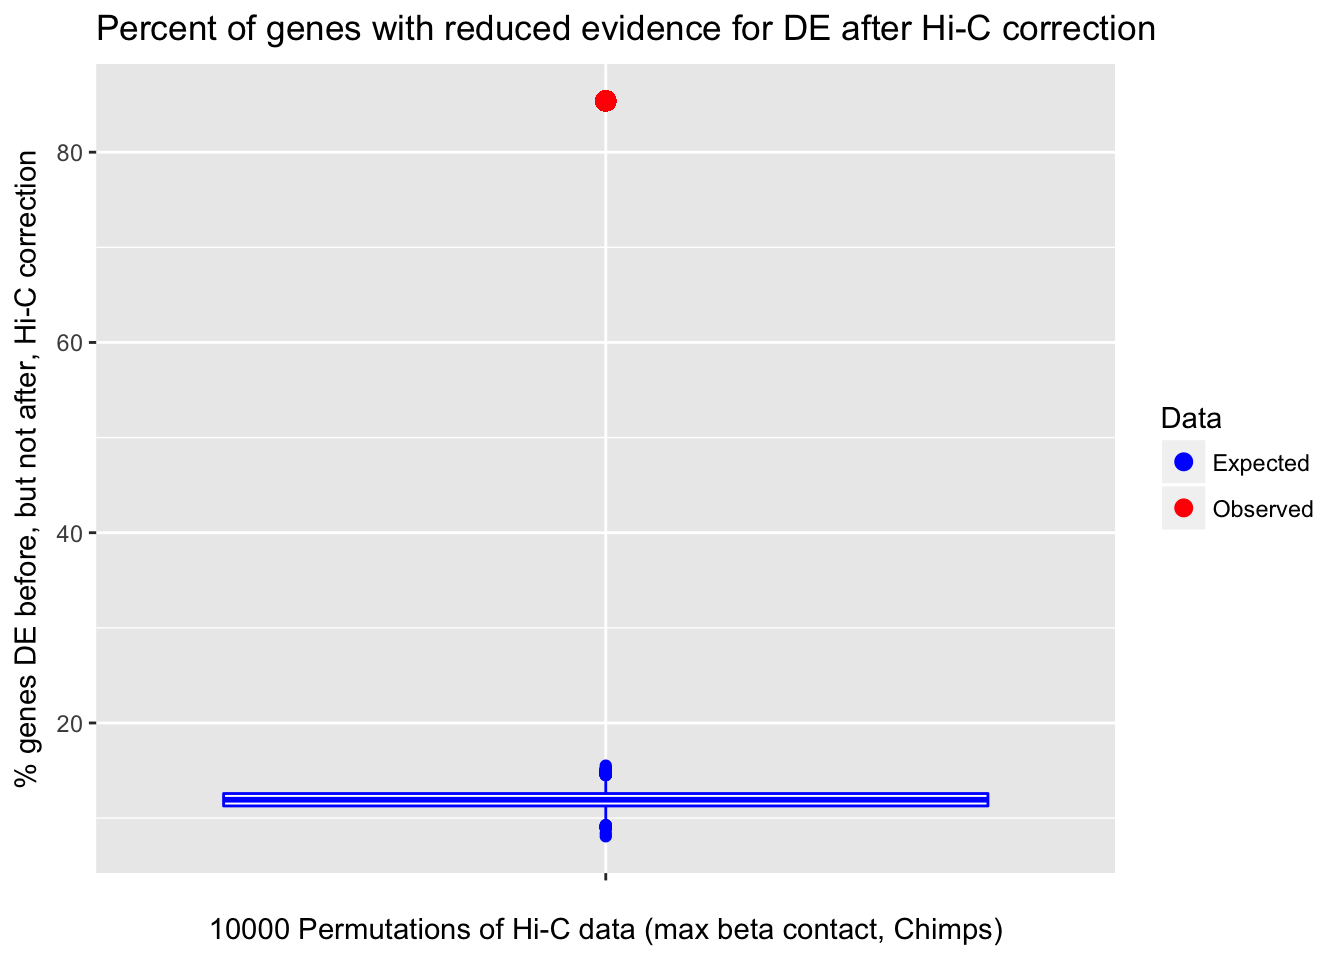 Percent of genes with reduced evidence for DE after Hi-C correction
% genes DE before, but not after, Hi-C correction
80
60
40
20
10000 Permutations of Hi-C data (max beta contact, Chimps)
Data
Expected
Observed